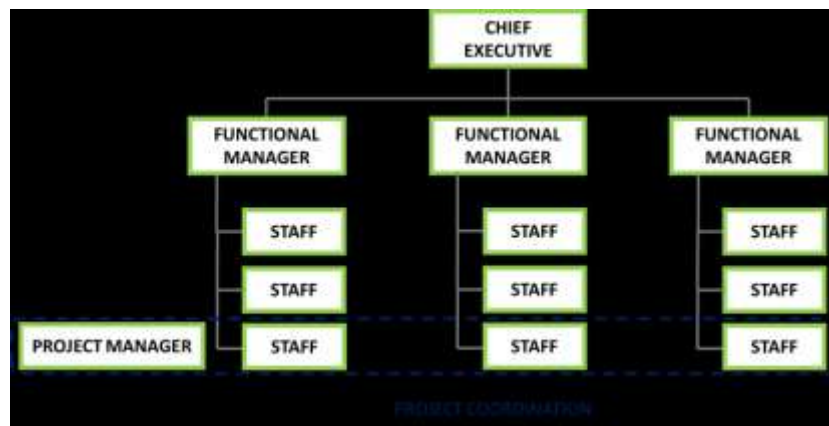 CHIEF
EXECUTIVE
FUNCTIONAL
MANAGER
FUNCTIONAL
MANAGER
FUNCTIONAL
MANAGER
STAFF
STAFF
STAFF
STAFF
STAFF
STAFF
PROJECT MANAGER
STAFF
STAFF
STAFF
PROJECT COORDINATION